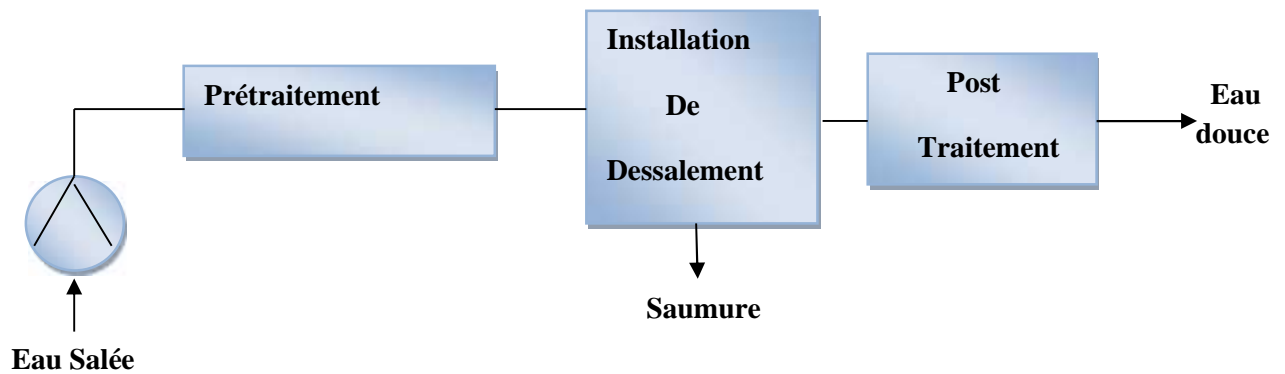 Prétraitement
Installation
De
Dessalement
Post
Traitement
Eau
douce
Saumure
Eau Salée